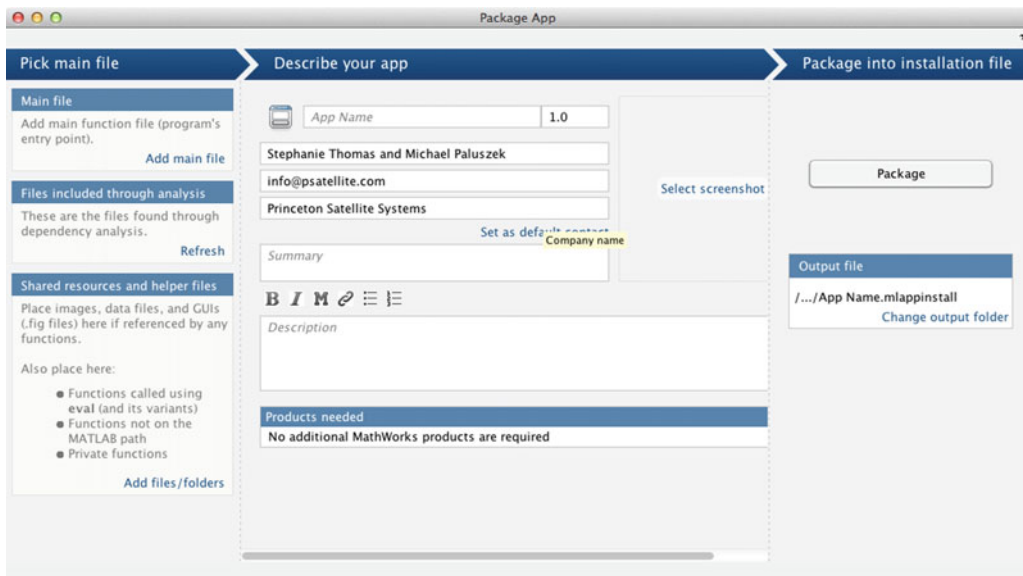 Package App
Pick main file
Describe your app
Package into installation file
Main file
Add main function file (program's
entry point).
Add main file
Files included through analysis
These are the files found through
dependency analysis.
Refresh
Shared resources and helper files
Place images, data files, and GUIs
(.fig files) here if referenced by any
functions.
Also place here:
Functions called using
eval (and its variants)
Functions not on the
MATLAB path
Private functions
Add files/folders
App Name
1.0
Stephanie Thomas and Michael Paluszek
info@psatellite.com
Princeton Satellite Systems
Set as default contact
Company name
Summary
B I M
Description
Products needed
No additional MathWorks products are required
Select screenshot
Package
Output file
/.../App Name.mlappinstall
Change output folder